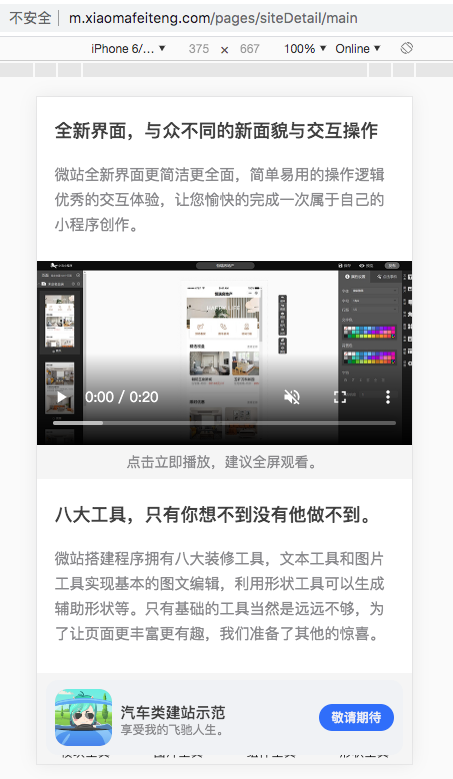 不安全 m.xiaomafeiteng.com/pages/siteDetail/main
iPhone 6/... ▼ 375 × 667 100% ▼ Online ▼
全新界面，与众不同的新面貌与交互操作
微站全新界面更简洁更全面，简单易用的操作逻辑
优秀的交互体验，让您愉快的完成一次属于自己的
小程序创作。
0:00 / 0:20
点击立即播放，建议全屏观看。
八大工具，只有你想不到没有他做不到。
微站搭建程序拥有八大装修工具，文本工具和图片
工具实现基本的图文编辑，利用形状工具可以生成
辅助形状等。只有基础的工具当然是远远不够，为
了让页面更丰富更有趣，我们准备了其他的惊喜。
汽车类建站示范
享受我的飞驰人生。
敬请期待